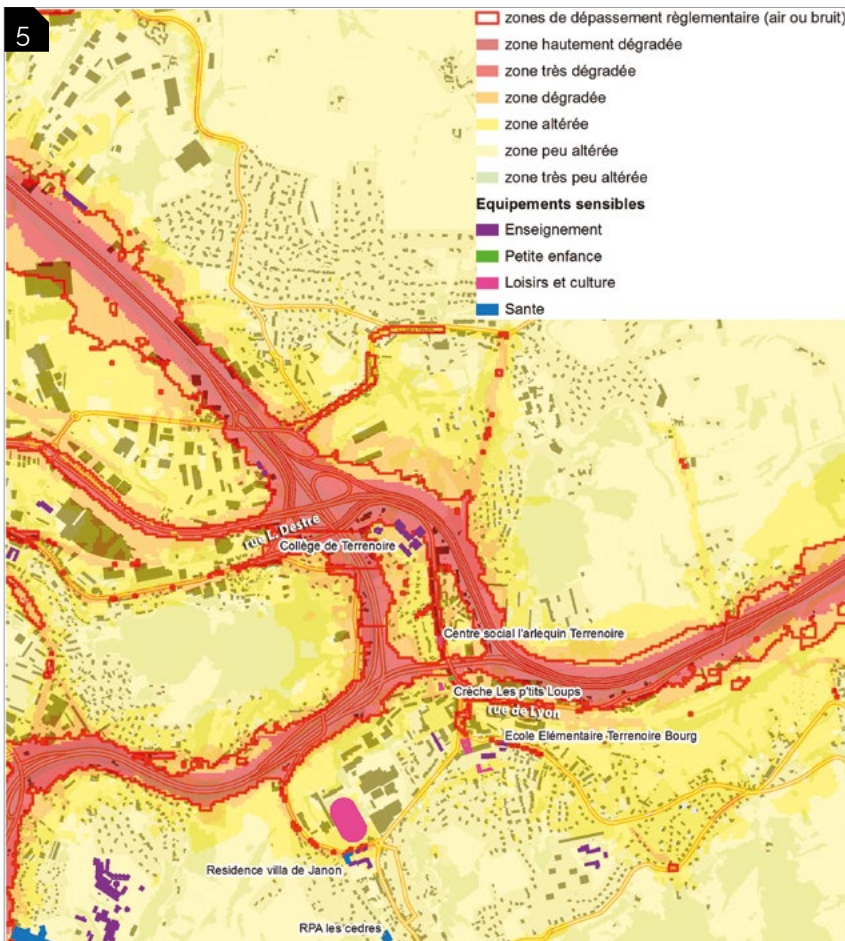 5
zones de dépassement règlementaire (air ou bruit)
zone hautement dégradée
zone très dégradée
zone dégradée
zone altérée
zone peu altérée
zone très peu altérée
Equipements sensibles
Enseignement
Petite enfance
Loisirs et culture
Sante
rue L. Destre
Collège de Terrenoire
Centre social l'arlequin Terrenoire
Crèche Les p'tits Loups
rue de Lyon
Ecole Elémentaire Terrenoire Bourg
Residence villa de Janon
RPA les cedres